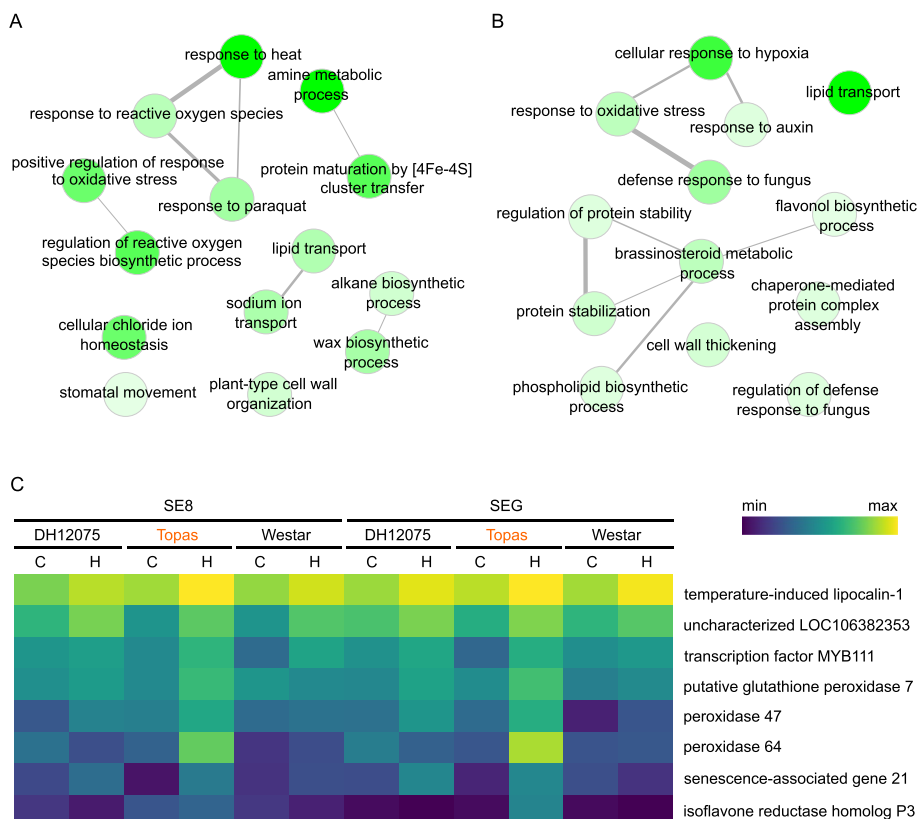 A
response to heat
amine metabolic
process
response to reactive oxygen species
positive regulation of response
to oxidative stress
protein maturation by [4Fe-4S]
cluster transfer
response to paraquat
regulation of reactive oxygen
species biosynthetic process
lipid transport
alkane biosynthetic
process
sodium ion
transport
cellular chloride ion
homeostasis
wax biosynthetic
process
stomatal movement
plant-type cell wall
organization
B
cellular response to hypoxia
lipid transport
response to oxidative stress
response to auxin
defense response to fungus
regulation of protein stability
flavonol biosynthetic
process
brassinosteroid metabolic
process
chaperone-mediated
protein complex
assembly
protein stabilization
cell wall thickening
phospholipid biosynthetic
process
regulation of defense
response to fungus
C
SE8 SEG
min max
DH12075 Topas Westar DH12075 Topas Westar
C H C H C H C H C H C H
temperature-induced lipocalin-1
uncharacterized LOC106382353
transcription factor MYB111
putative glutathione peroxidase 7
peroxidase 47
peroxidase 64
senescence-associated gene 21
isoflavone reductase homolog P3